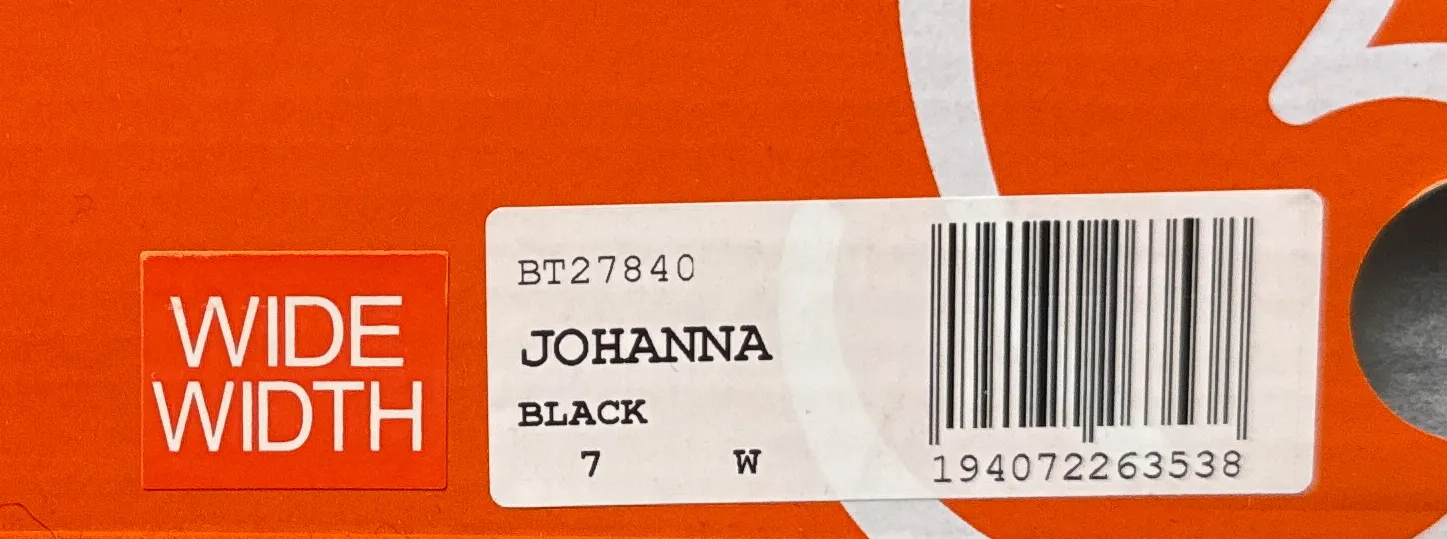 WIDE
WIDTH
BT27840
JOHANNA
BLACK
7 W
194072263538